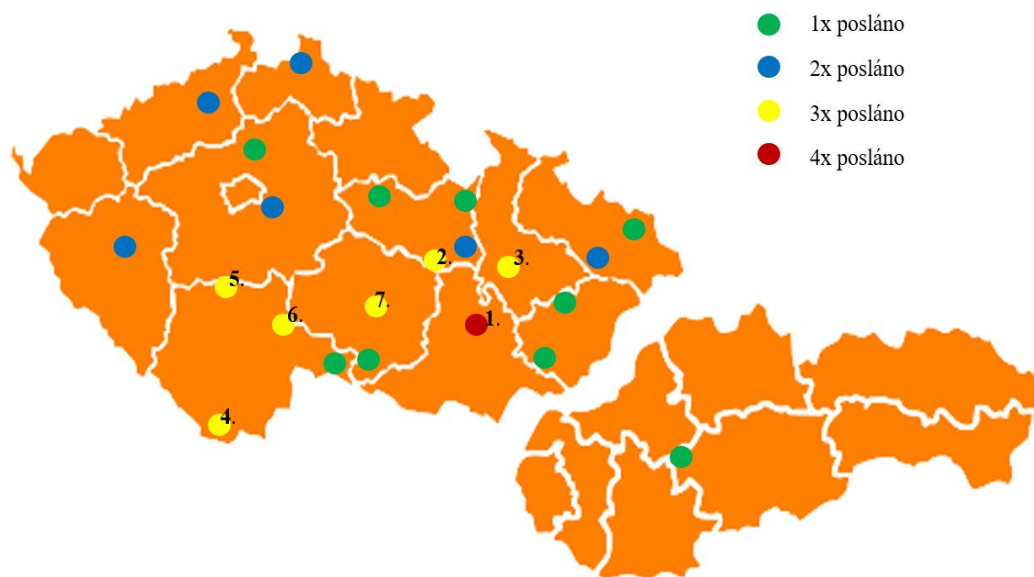 1x posláno
2x posláno
3x posláno
4x posláno
2.
3.
5.
6.
7.
1.
4.